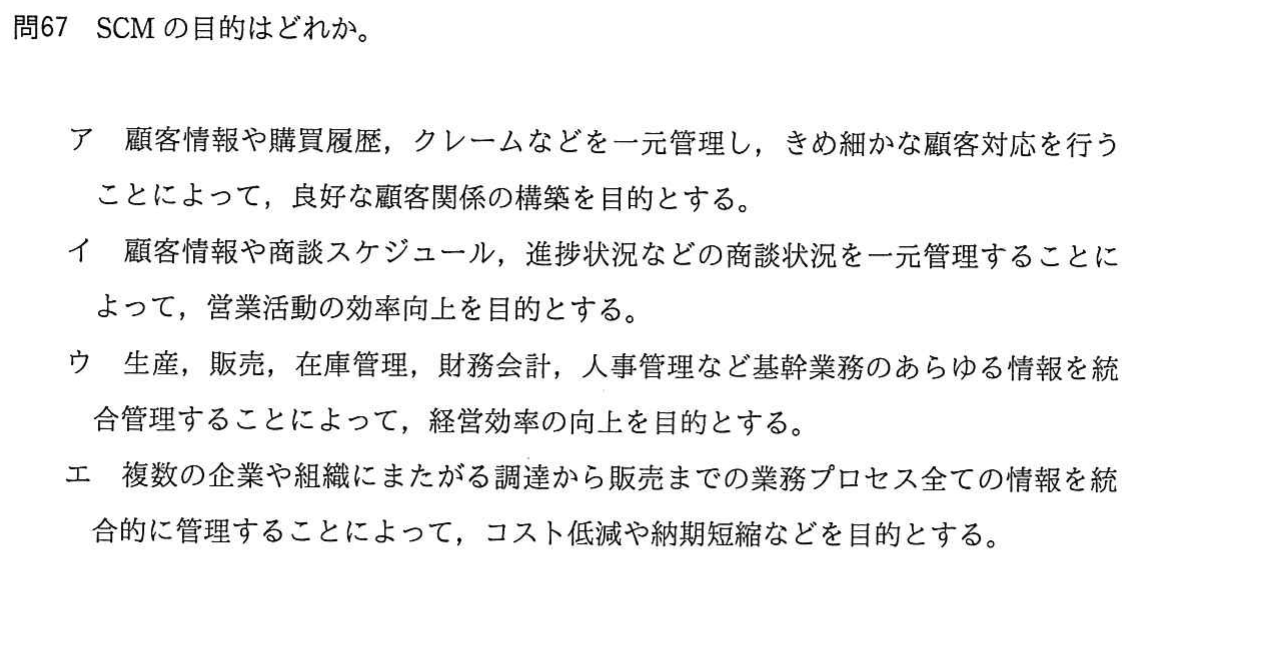 問67 SCM の目的はどれか。
ア 顧客情報や購買履歴，クレームなどを一元管理し，きめ細かな顧客対応を行う
ことによって，良好な顧客関係の構築を目的とする。
イ 顧客情報や商談スケジュール，進捗状況などの商談状況を一元管理することに
よって，営業活動の効率向上を目的とする。
ウ 生産，販売，在庫管理，財務会計，人事管理など基幹業務のあらゆる情報を統
合管理することによって，経営効率の向上を目的とする。
エ 複数の企業や組織にまたがる調達から販売までの業務プロセス全ての情報を統
合的に管理することによって，コスト低減や納期短縮などを目的とする。